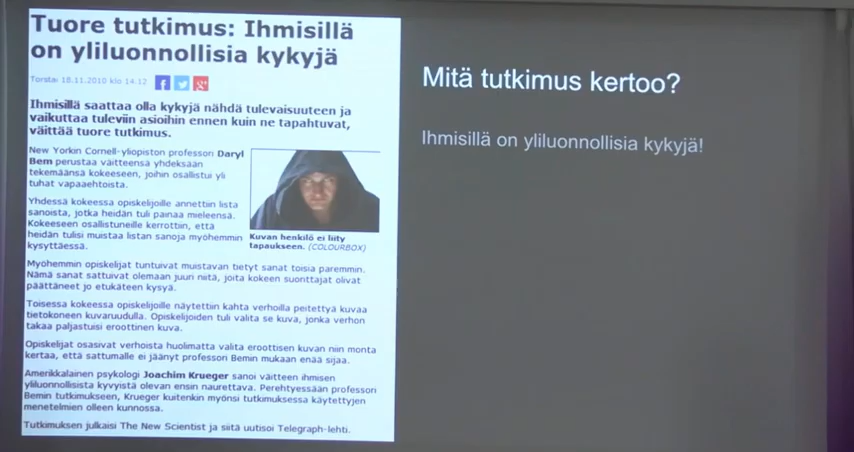 Tuore tutkimus: Ihmisillä
on yliluonnollisia kykyjä
Torstai 18.11.2010 klo 14.12
Ihmisillä saattaa olla kykyjä nähdä tulevaisuuteen ja
vaikuttaa tuleviin asioihin ennen kuin ne tapahtuvat,
väittää tuore tutkimus.
New Yorkin Cornell-yliopiston professori Daryl
Bem perustaa väitteensä yhdeksään
tekemäänsä kokeeseen, joihin osallistui yli
tuhat vapaaehtoista.
Yhdessä kokeessa opiskelijoille annettiin lista
sanoista, jotka heidän tuli painaa mieleensä.
Kokeeseen osallistuneille kerrottiin, että
heidän tulisi muistaa listan sanoja myöhemmin
kysyttäessä.
Kuvan henkilö ei liity
tapaukseen. (COLOURBOX)
Myöhemmin opiskelijat tuntuivat muistavan tietyt sanat toisia paremmin.
Nämä sanat sattuivat olemaan juuri niitä, joita kokeen suorittajat olivat
päättäneet jo etukäteen kysyä.
Toisessa kokeessa opiskelijoille näytettiin kahta verhoilla peitettyä kuvaa
tietokoneen kuvaruudulla. Opiskelijoiden tuli valita se kuva, jonka verhon
takaa paljastuisi eroottinen kuva.
Opiskelijat osasivat verhoista huolimatta valita eroottisen kuvan niin monta
kertaa, että sattumalle ei jäänyt professori Bemin mukaan enää sijaa.
Amerikkalainen psykologi Joachim Krueger sanoi väitteen ihmisen
yliluonnollisista kyvyistä olevan ensin naurettava. Perehtyessään professori
Bemin tutkimukseen, Krueger kuitenkin myönsi tutkimuksessa käytettyjen
menetelmien olleen kunnossa.
Tutkimuksen julkaisi The New Scientist ja siitä uutisoi Telegraph-lehti.
Mitä tutkimus kertoo?
Ihmisillä on yliluonnollisia kykyjä!